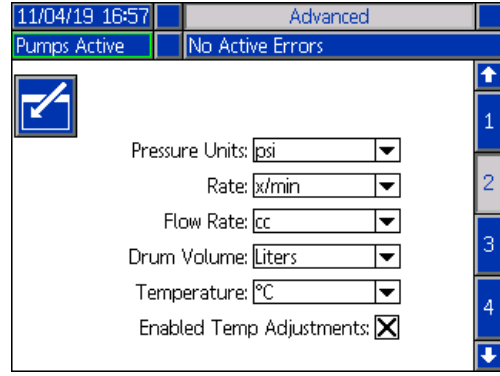 11/04/19 16:57 Advanced
Pumps Active No Active Errors
1
Pressure Units: psi
Rate: x/min
2
Flow Rate: cc
Drum Volume: Liters
3
Temperature: °C
4
Enabled Temp Adjustments: